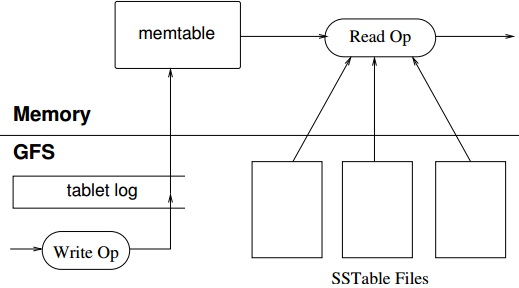 memtable
Read Op
Memory
GFS
tablet log
Write Op
SSTable Files